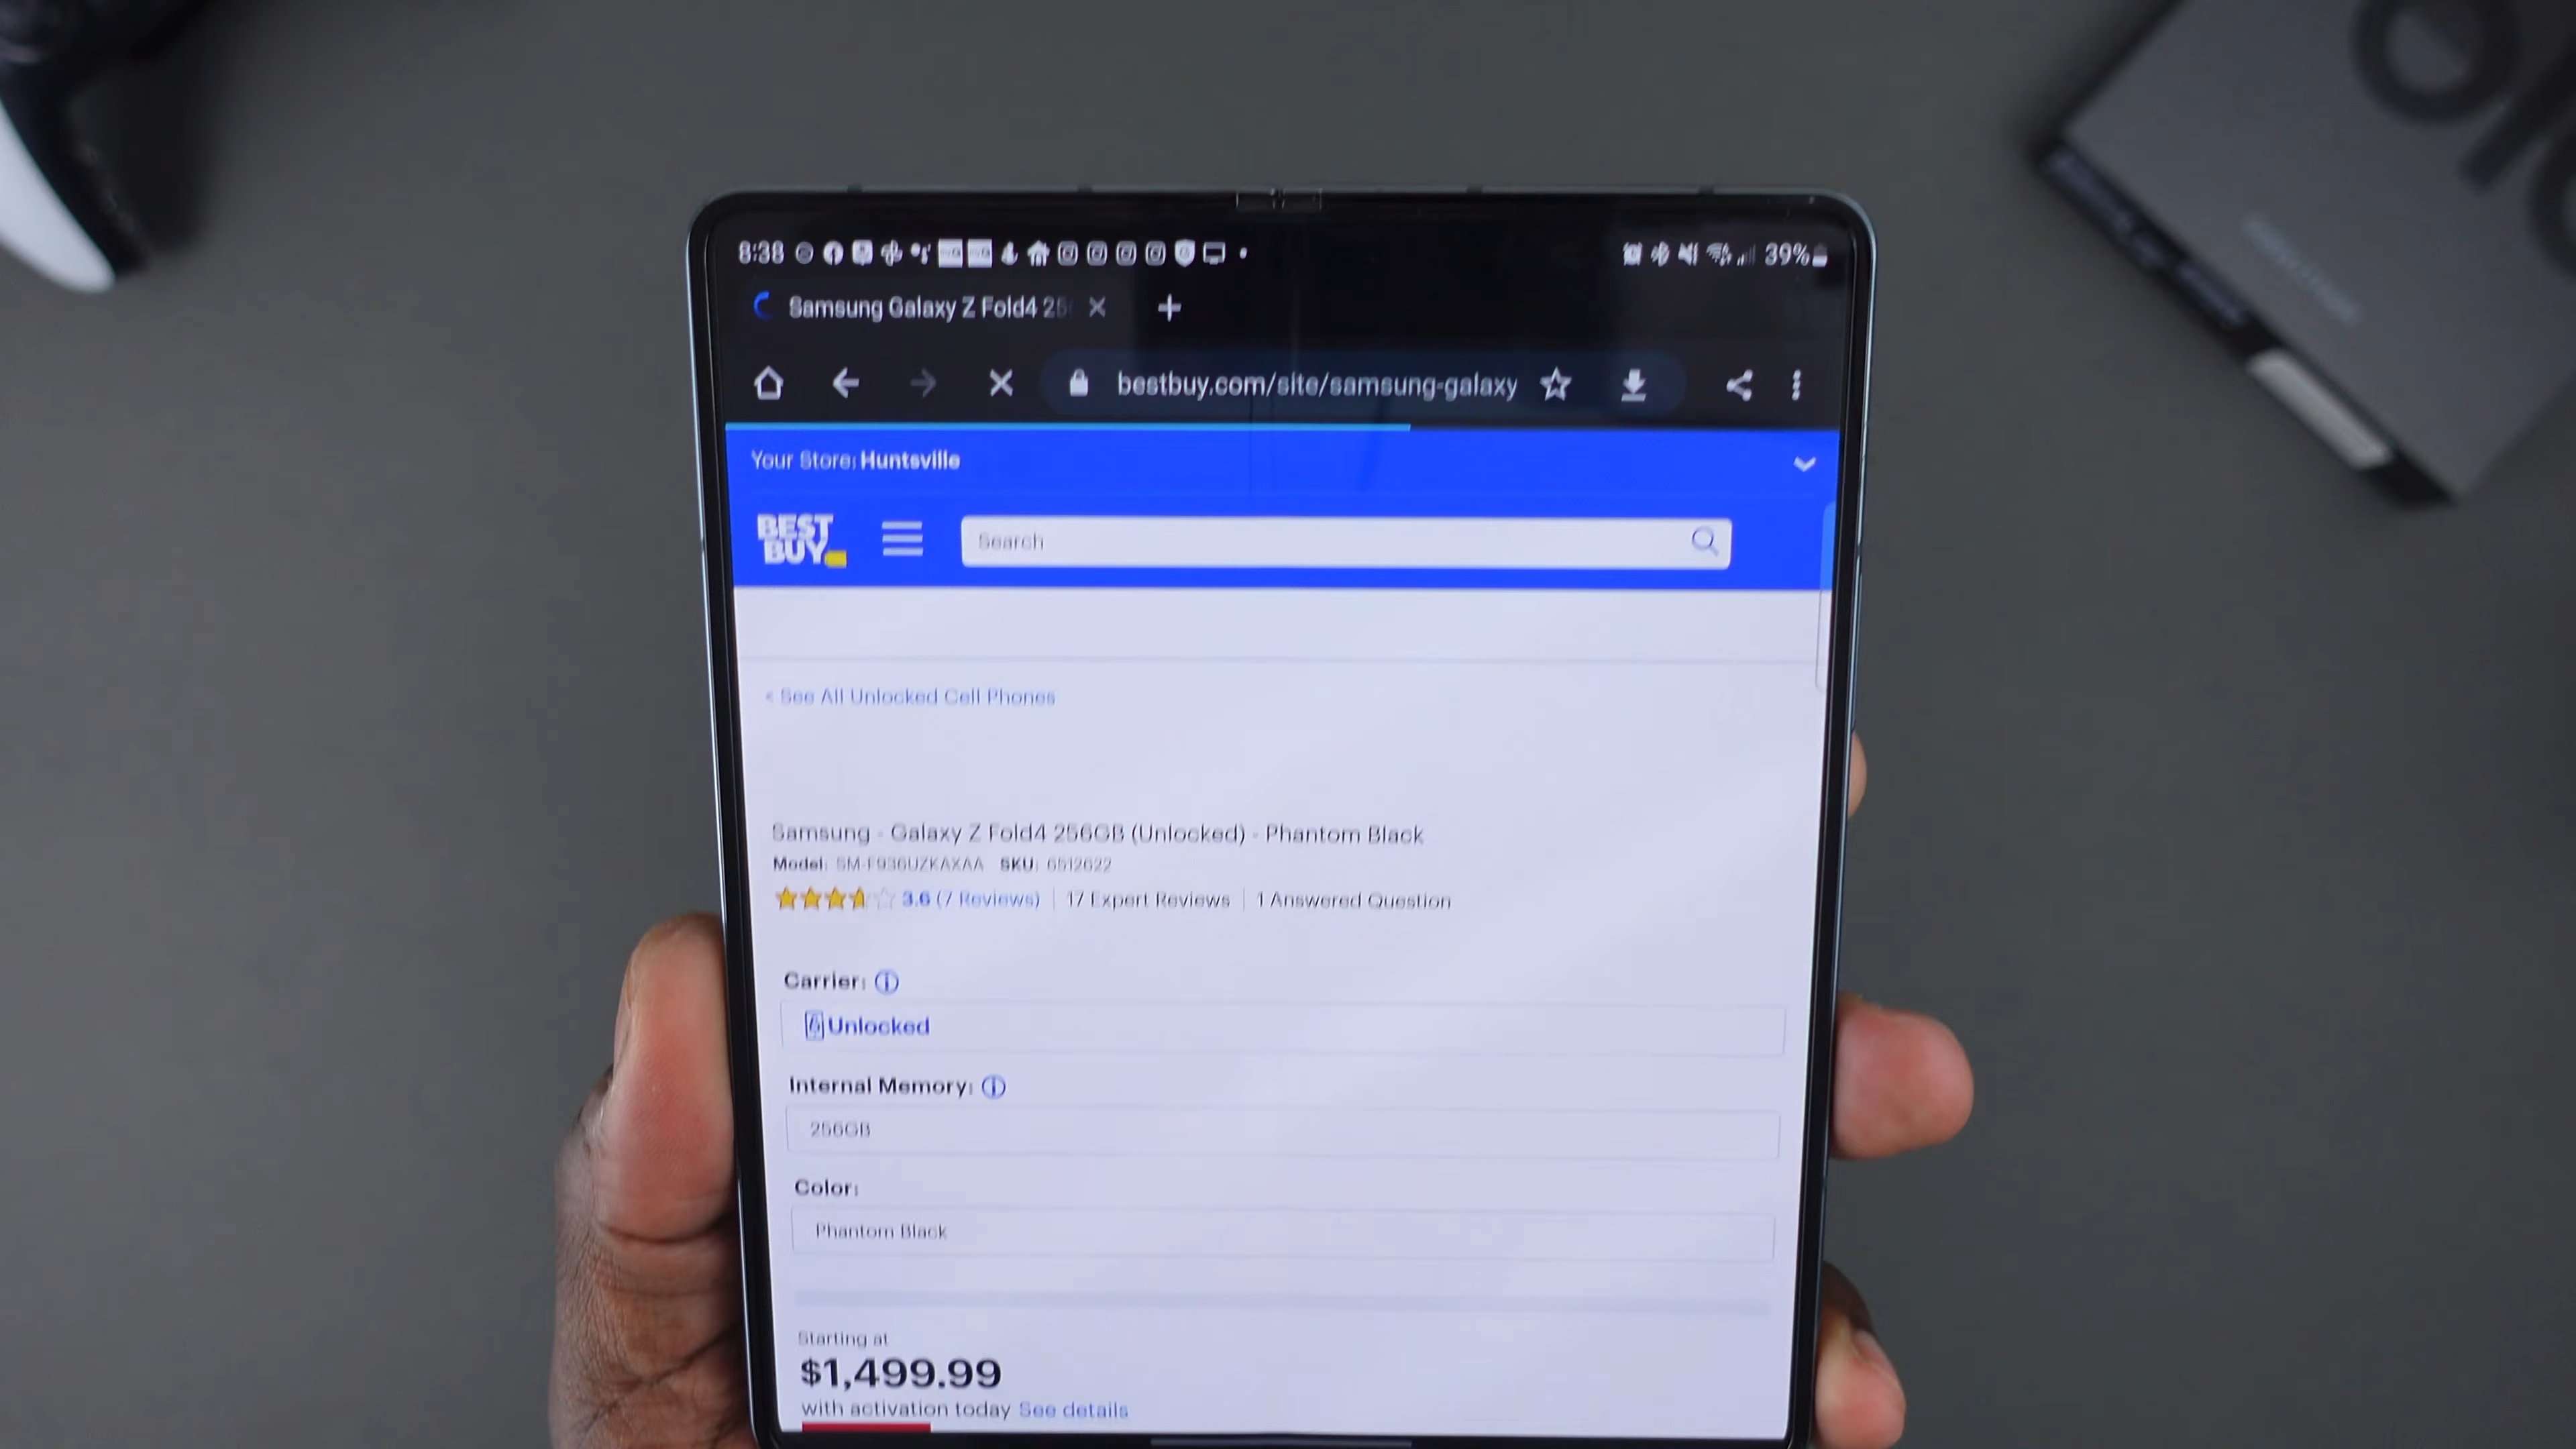 8:38
39%
Samsung Galaxy Z Fold4 25
bestbuy.com/site/samsung-galaxy
Your Store: Huntsville
BEST
BUY
Search
< See All Unlocked Cell Phones
Samsung - Galaxy Z Fold4 256GB (Unlocked) - Phantom Black
Model: SM-F936UZKAXAA SKU: 6512622
3.6 (7 Reviews) 17 Expert Reviews 1 Answered Question
Carrier:
Unlocked
Internal Memory:
256GB
Color:
Phantom Black
Starting at
$1,499.99
with activation today See details